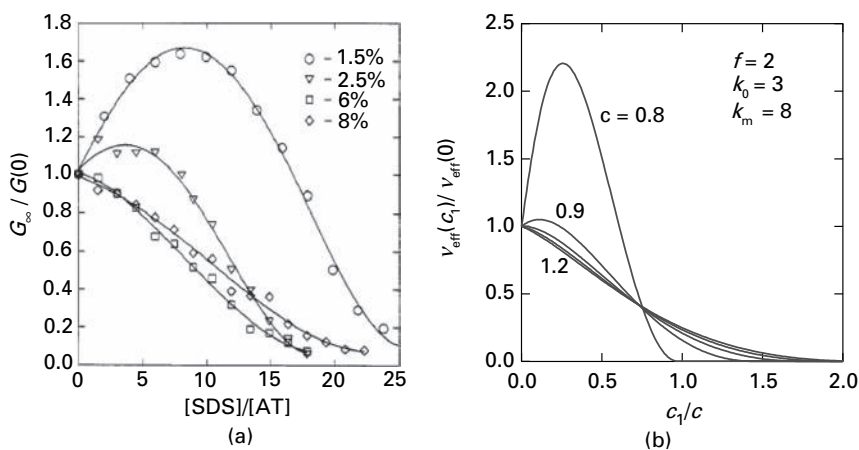 1.8
1.6
1.4
1.2
1.0
0.8
0.6
0.4
0.2
0.0
G∞ / G(0)
- 1.5%
- 2.5%
- 6%
- 8%
0 5 10 15 20 25
[SDS]/[AT]
(a)
2.5
2.0
1.5
1.0
0.5
0.0
νeff(c1)/ νeff(0)
f = 2
k0 = 3
km = 8
c = 0.8
0.9
1.2
0.0 0.5 1.0 1.5 2.0
c1/c
(b)